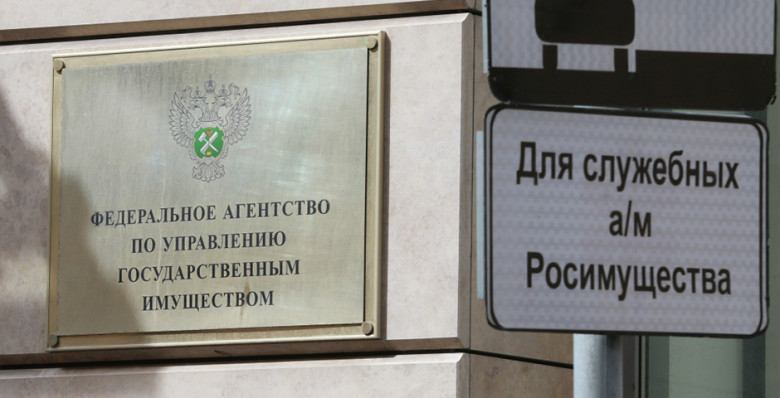 ФЕДЕРАЛЬНОЕ АГЕНТСТВО
ПО УПРАВЛЕНИЮ
ГОСУДАРСТВЕННЫМ
ИМУЩЕСТВОМ
Для служебных
а/м
Росимущества